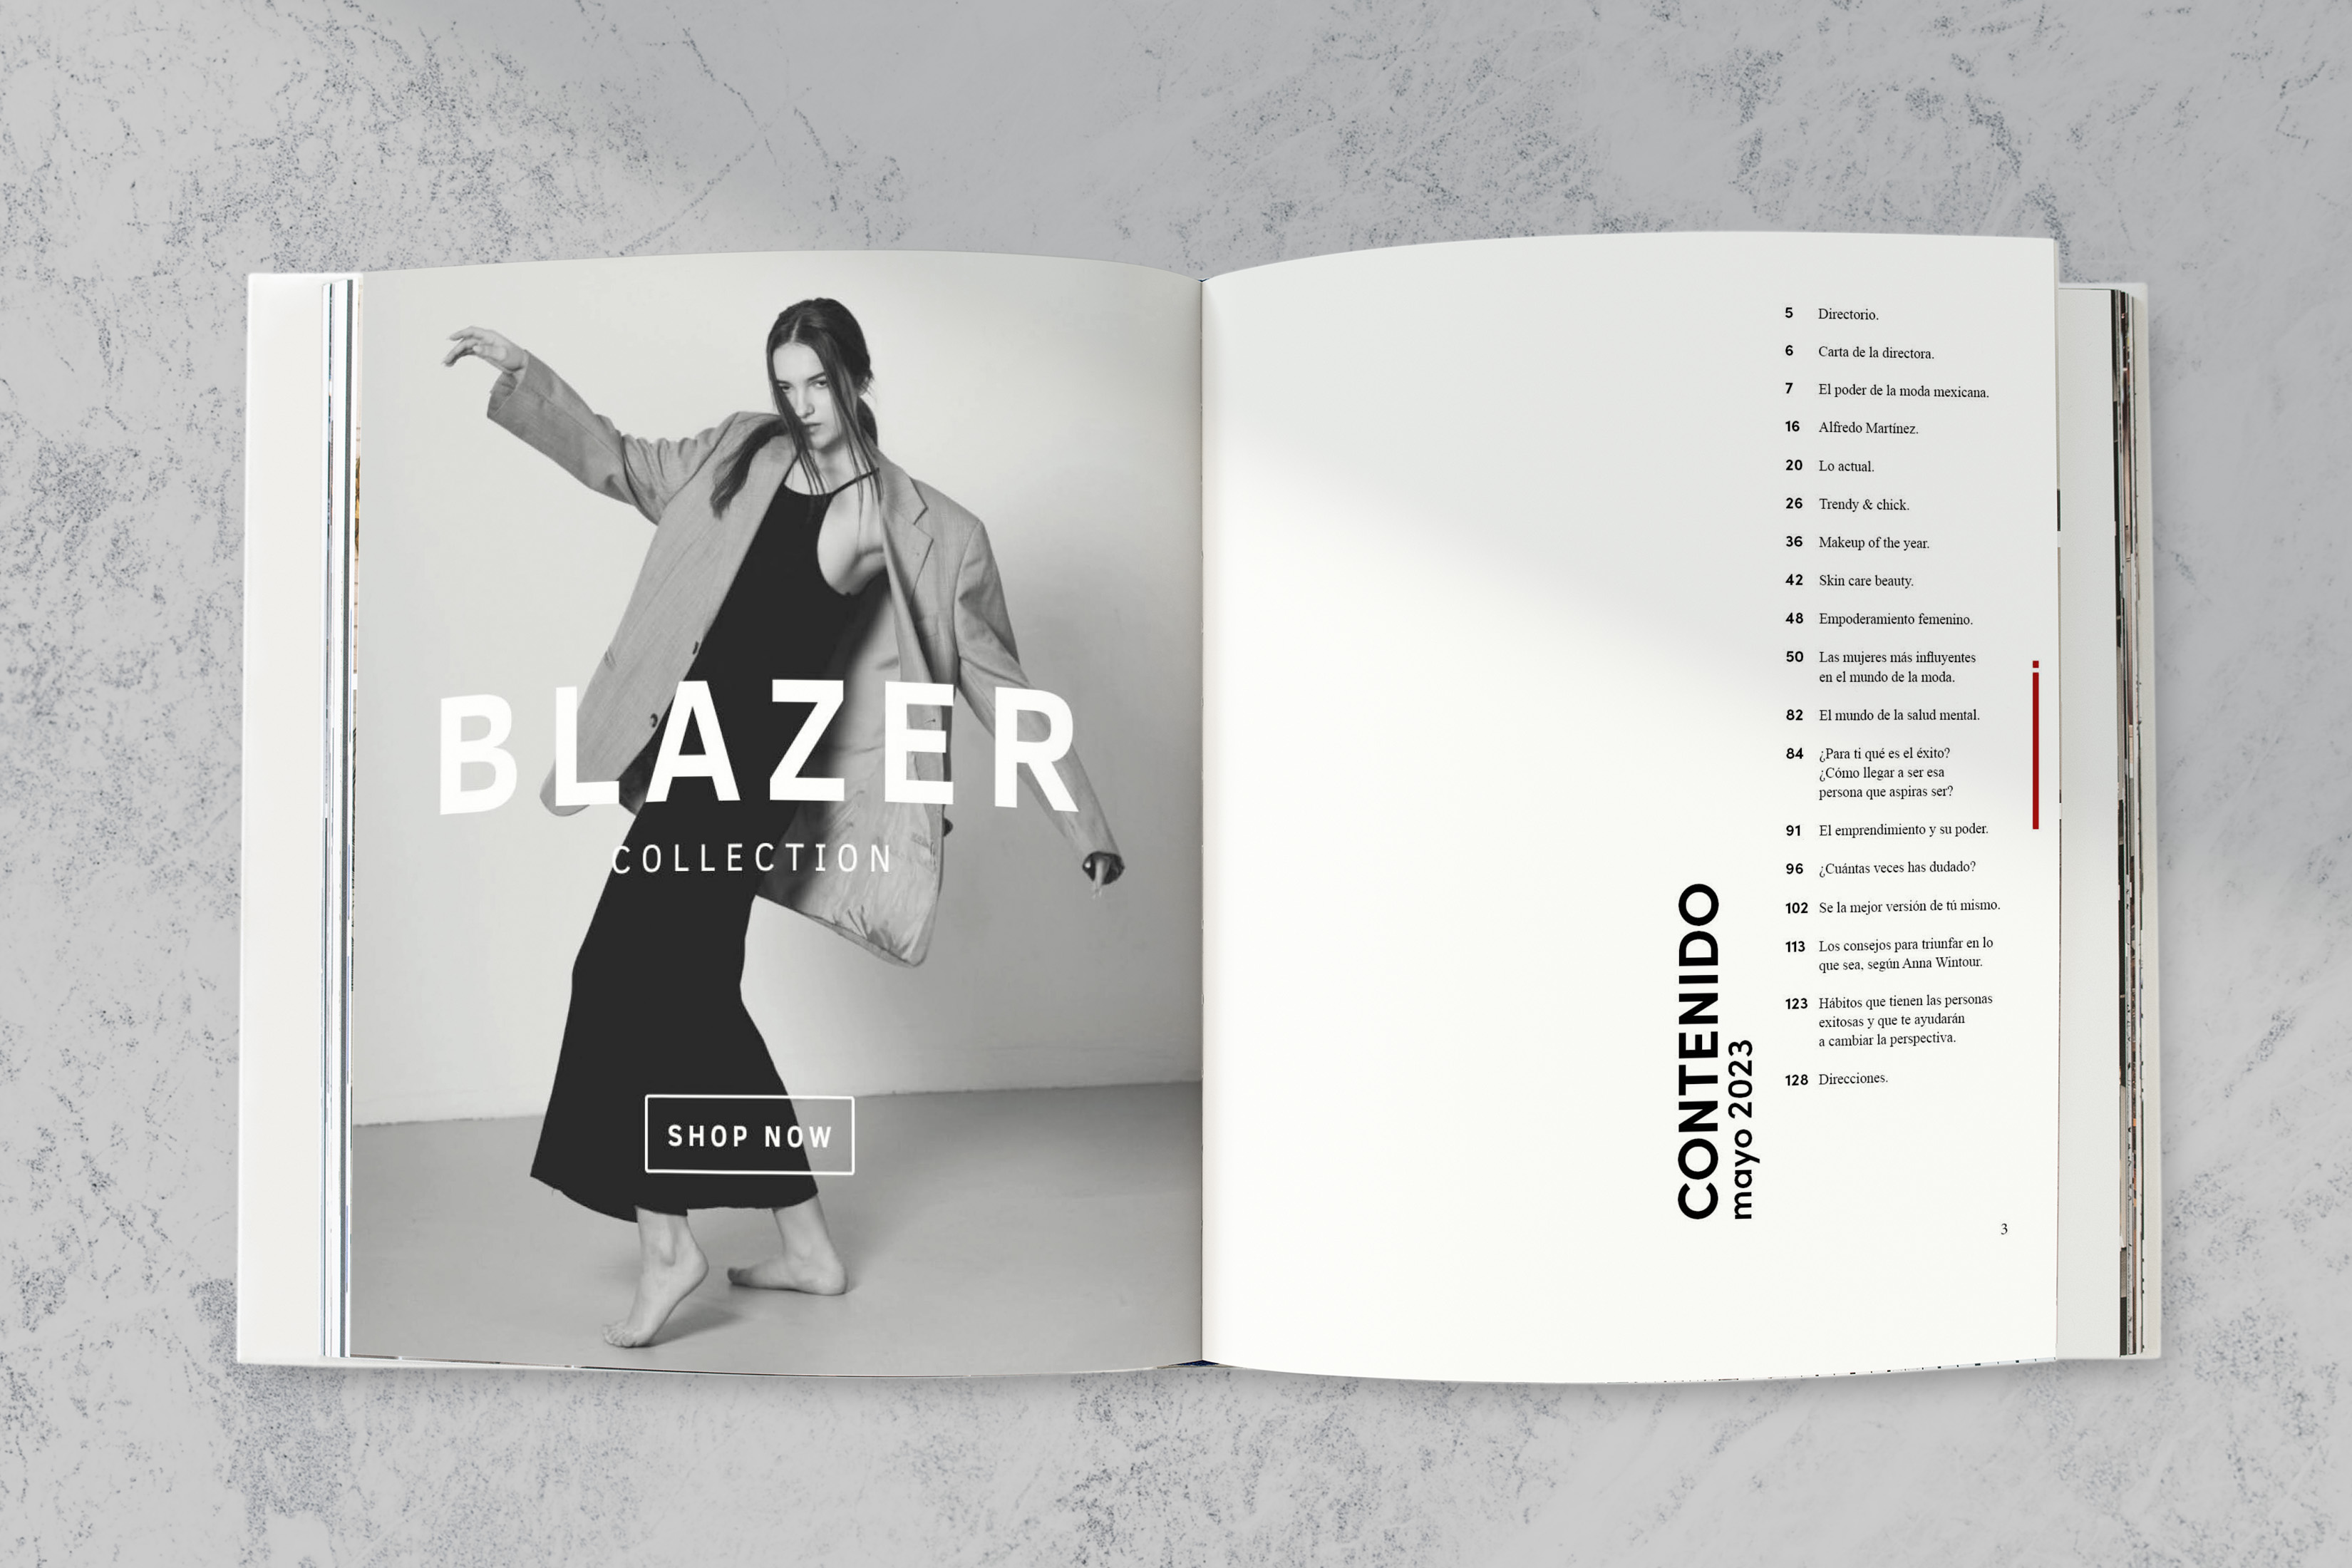 BLAZER
COLLECTION
SHOP NOW
5 Directorio.
6 Carta de la directora.
7 El poder de la moda mexicana.
16 Alfredo Martínez.
20 Lo actual.
26 Trendy & chick.
36 Makeup of the year.
42 Skin care beauty.
48 Empoderamiento femenino.
50 Las mujeres más influyentes
en el mundo de la moda.
82 El mundo de la salud mental.
84 ¿Para ti qué es el éxito?
¿Cómo llegar a ser esa
persona que aspiras ser?
91 El emprendimiento y su poder.
96 ¿Cuántas veces has dudado?
102 Se la mejor versión de tú mismo.
113 Los consejos para triunfar en lo
que sea, según Anna Wintour.
123 Hábitos que tienen las personas
exitosas y que te ayudarán
a cambiar la perspectiva.
128 Direcciones.
CONTENIDO
mayo 2023
3